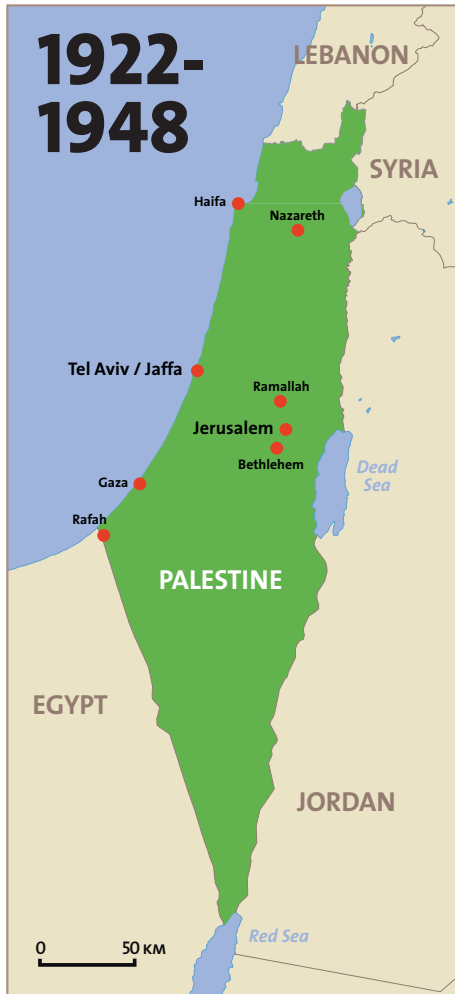 1922-
1948
LEBANON
SYRIA
Haifa
Nazareth
Tel Aviv / Jaffa
Ramallah
Jerusalem
Bethlehem
Dead
Sea
Gaza
Rafah
PALESTINE
EGYPT
JORDAN
Red Sea
0 50 KM